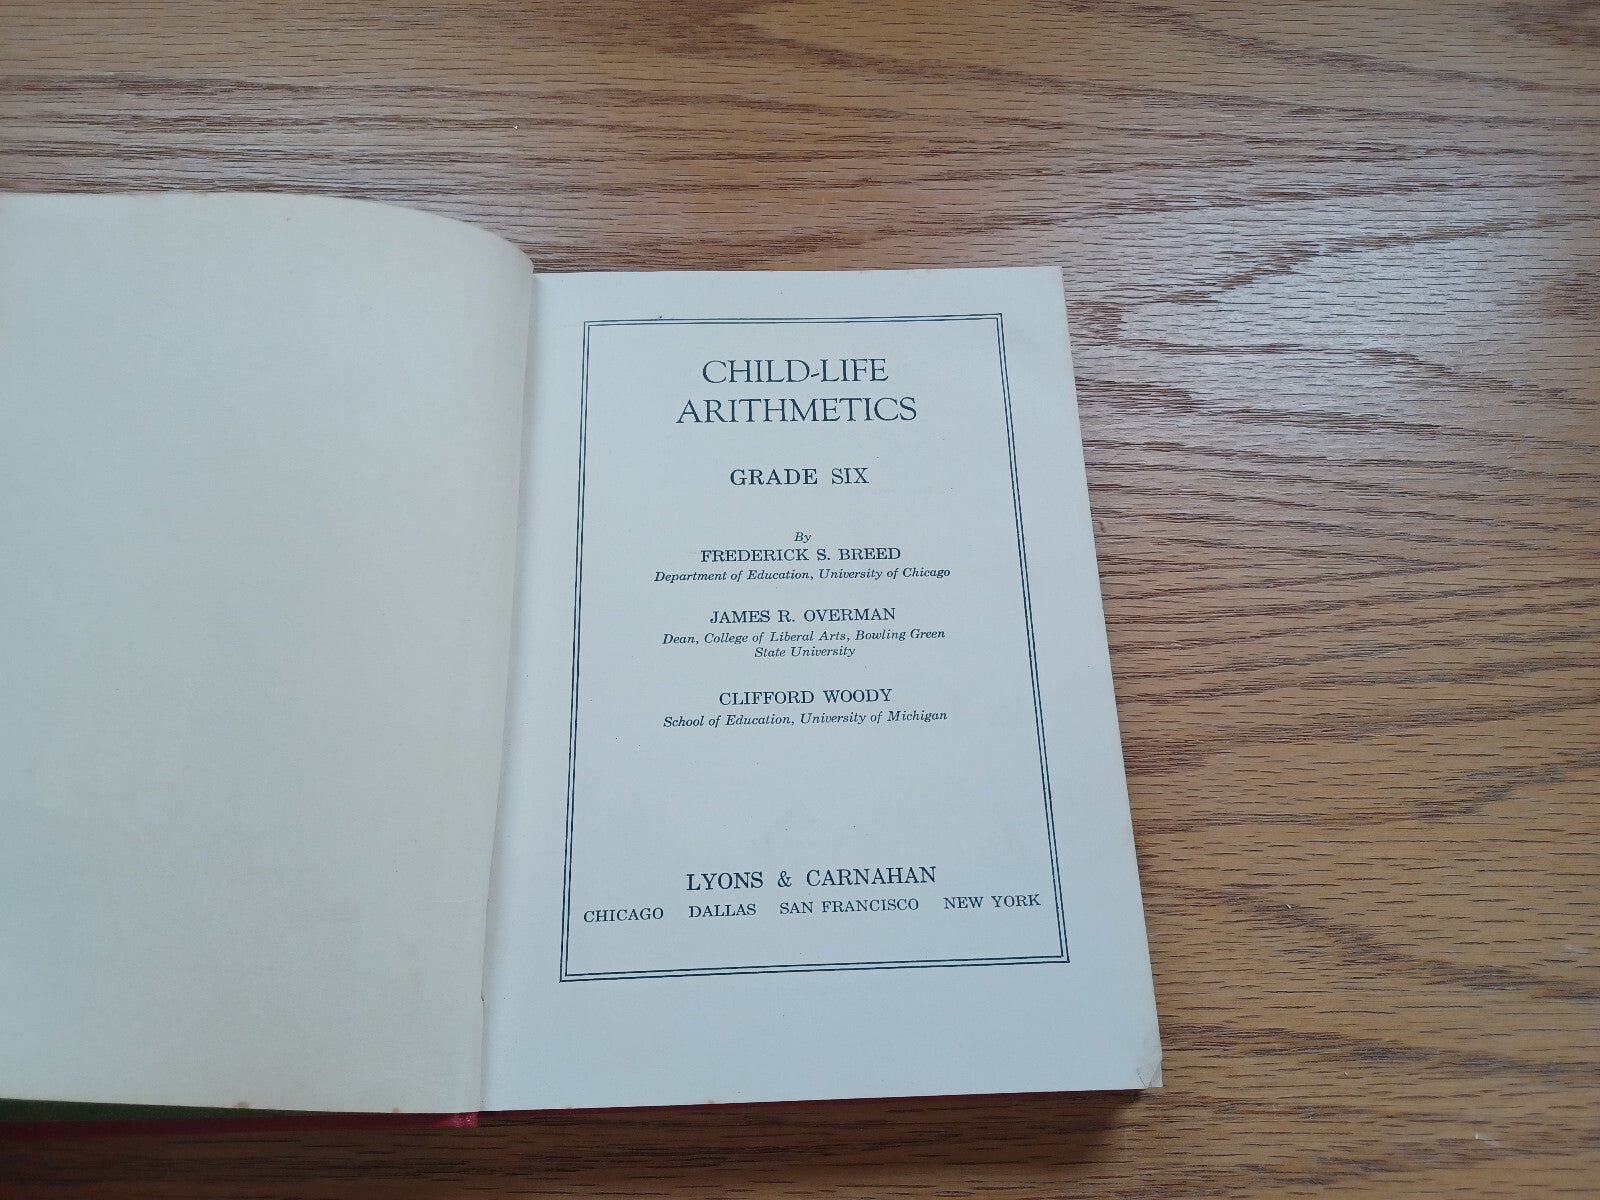 CHILD-LIFE
ARITHMETICS
GRADE SIX
By
FREDERICK S. BREED
Department of Education, University of Chicago
JAMES R. OVERMAN
Dean, College of Liberal Arts, Bowling Green
State University
CLIFFORD WOODY
School of Education, University of Michigan
LYONS & CARNAHAN
CHICAGO DALLAS SAN FRANCISCO NEW YORK